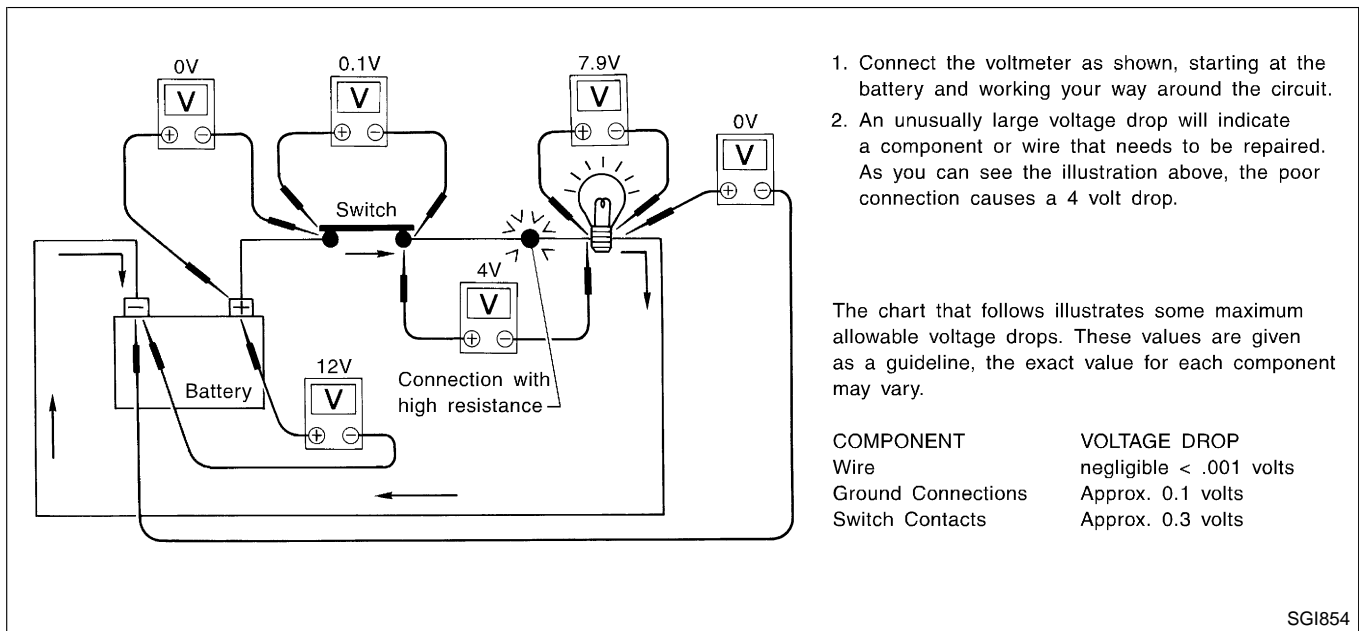 0V
0.1V
7.9V
0V
V
V
V
V
+ −
+ −
+ −
+ −
Switch
4V
V
+ −
− +
Battery
12V
V
+ −
Connection with
high resistance
1. Connect the voltmeter as shown, starting at the
battery and working your way around the circuit.
2. An unusually large voltage drop will indicate
a component or wire that needs to be repaired.
As you can see the illustration above, the poor
connection causes a 4 volt drop.
The chart that follows illustrates some maximum
allowable voltage drops. These values are given
as a guideline, the exact value for each component
may vary.
COMPONENT VOLTAGE DROP
Wire negligible < .001 volts
Ground Connections Approx. 0.1 volts
Switch Contacts Approx. 0.3 volts
SGI854